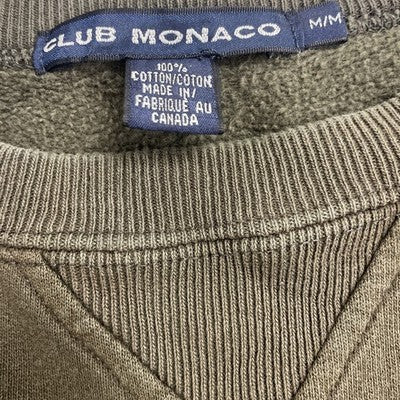 CLUB MONACO
M/M
100%
COTTON/COTON
MADE IN/
FABRIQUÉ AU
CANADA